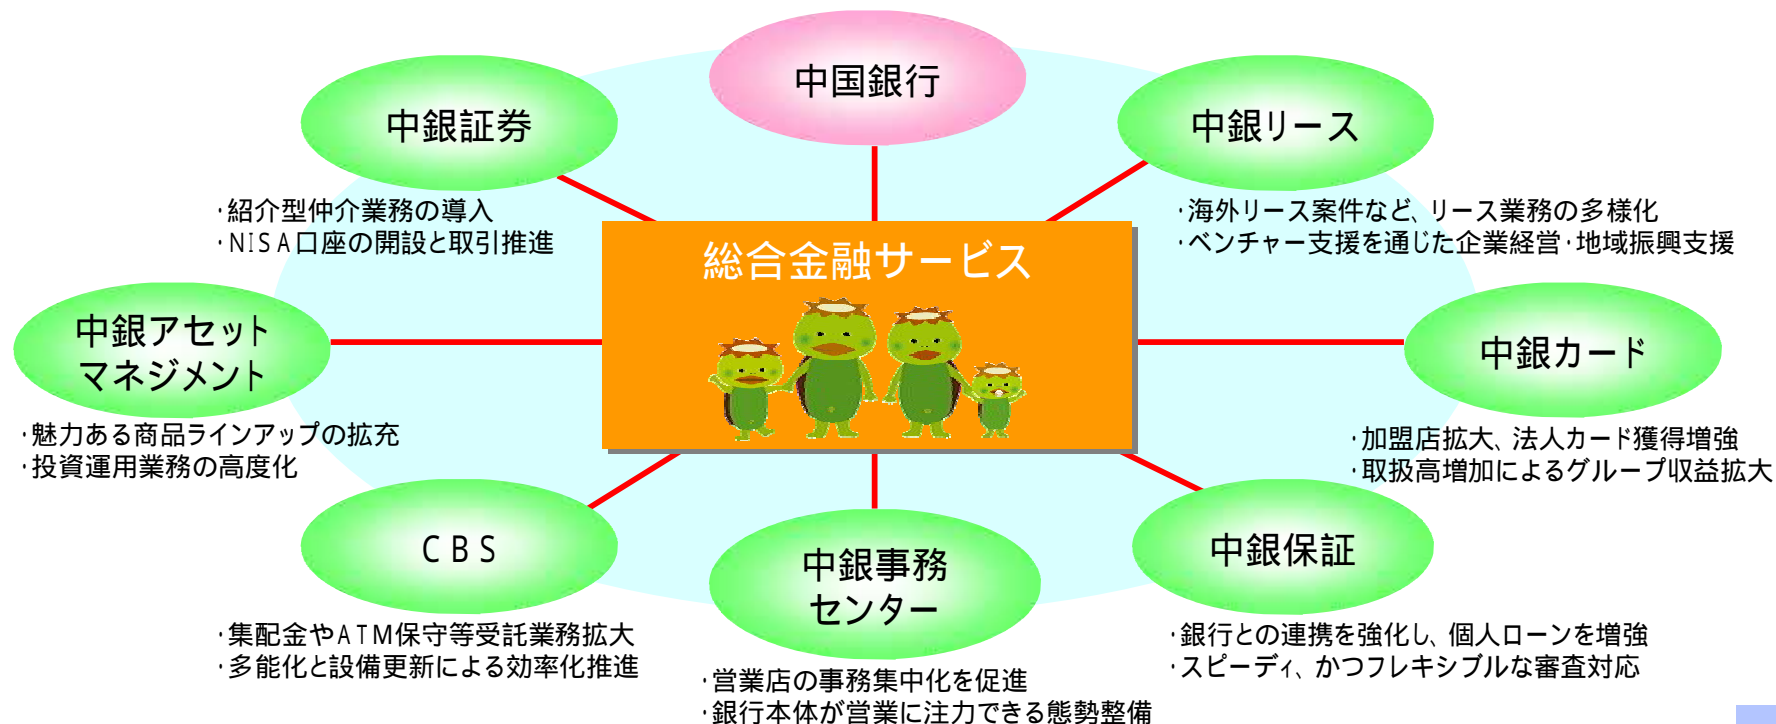 中国銀行
中銀証券
・紹介型仲介業務の導入
・NISA口座の開設と取引推進
中銀リース
・海外リース案件など、リース業務の多様化
・ベンチャー支援を通じた企業経営・地域振興支援
総合金融サービス
中銀アセット
マネジメント
・魅力ある商品ラインアップの拡充
・投資運用業務の高度化
中銀カード
・加盟店拡大、法人カード獲得増強
・取扱高増加によるグループ収益拡大
CBS
・集配金やATM保守等受託業務拡大
・多能化と設備更新による効率化推進
中銀事務
センター
・営業店の事務集中化を促進
・銀行本体が営業に注力できる態勢整備
中銀保証
・銀行との連携を強化し、個人ローンを増強
・スピーディ、かつフレキシブルな審査対応